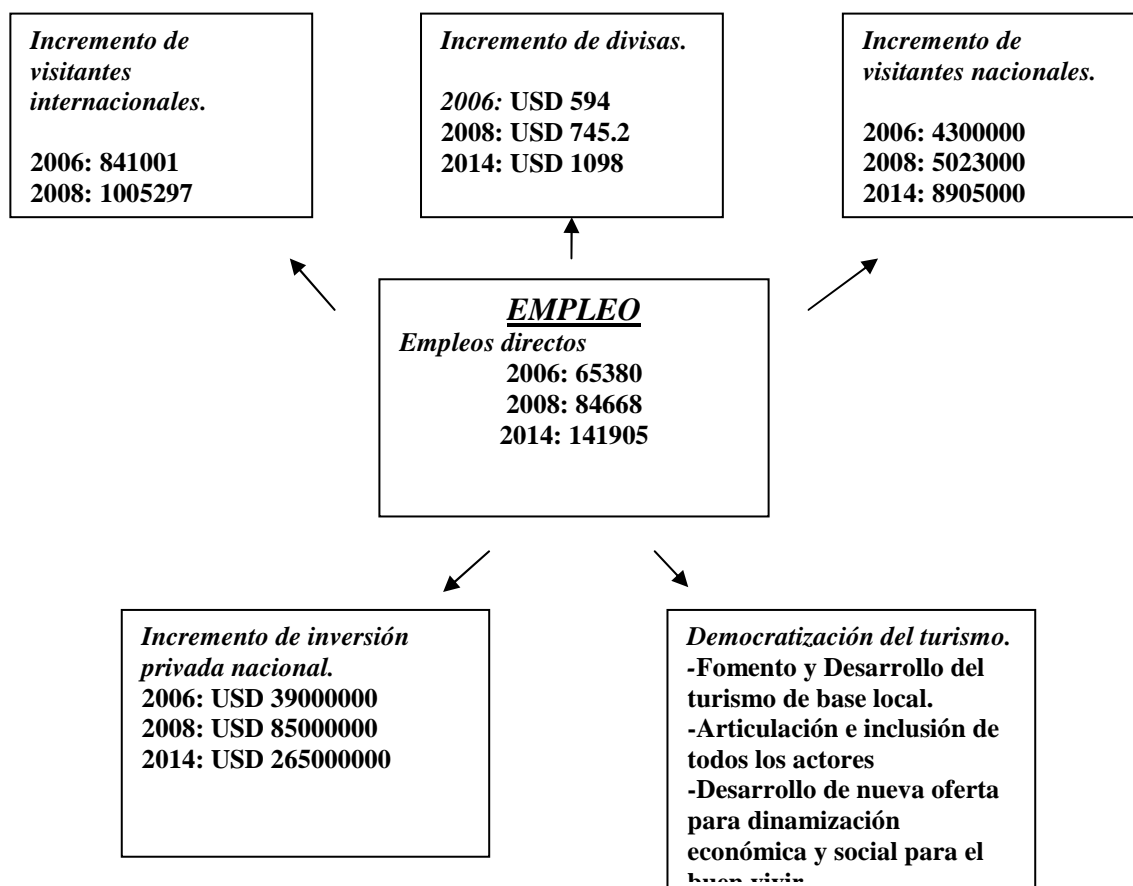 Incremento de
visitantes
internacionales.
2006: 841001
2008: 1005297
Incremento de divisas.
2006: USD 594
2008: USD 745.2
2014: USD 1098
Incremento de
visitantes nacionales.
2006: 4300000
2008: 5023000
2014: 8905000
EMPLEO
Empleos directos
2006: 65380
2008: 84668
2014: 141905
Incremento de inversión
privada nacional.
2006: USD 39000000
2008: USD 85000000
2014: USD 265000000
Democratización del turismo.
-Fomento y Desarrollo del
turismo de base local.
-Articulación e inclusión de
todos los actores
-Desarrollo de nueva oferta
para dinamización
económica y social para el
buen vivir